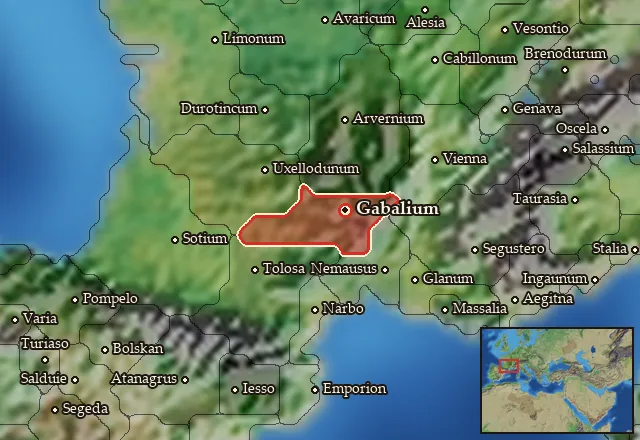 Avaricum
Alesia
Vesontio
Limonum
Cabillonum
Brenodurum
Durotincum
Arvernium
Genava
Oscela
Salassium
Uxellodunum
Vienna
Taurasia
Gabalium
Sotium
Segustero
Stalia
Tolosa
Nemausus
Glanum
Ingaunum
Pompelo
Narbo
Massalia
Aegitna
Varia
Turiaso
Bolskan
Salduie
Atanagrus
Iesso
Emporion
Segeda